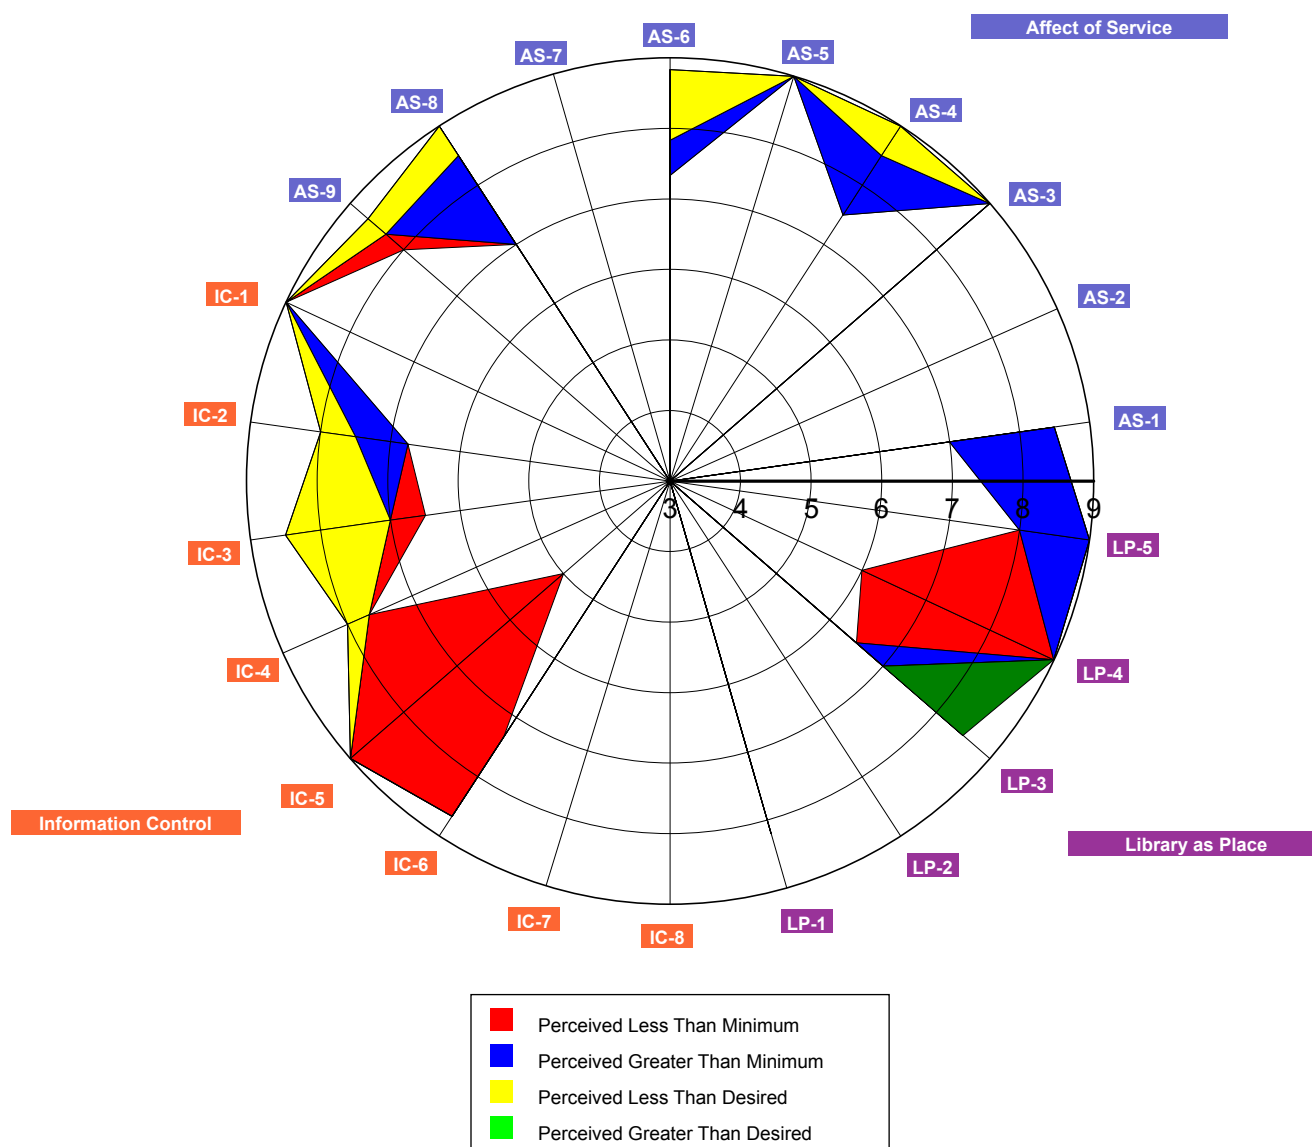 Affect of Service
AS-6
AS-7
AS-5
AS-8
AS-4
AS-9
AS-3
IC-1
AS-2
IC-2
AS-1
3 4 5 6 7 8 9
IC-3
LP-5
IC-4
LP-4
IC-5
LP-3
Information Control
Library as Place
IC-6
LP-2
IC-7
LP-1
IC-8
Perceived Less Than Minimum
Perceived Greater Than Minimum
Perceived Less Than Desired
Perceived Greater Than Desired